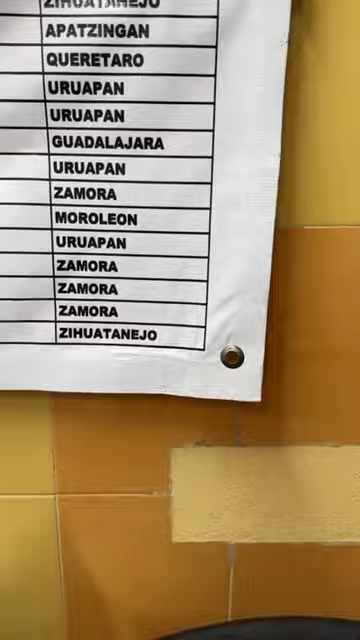 ZIHUATANEJO
APATZINGAN
QUERETARO
URUAPAN
URUAPAN
GUADALAJARA
URUAPAN
ZAMORA
MOROLEON
URUAPAN
ZAMORA
ZAMORA
ZAMORA
ZIHUATANEJO